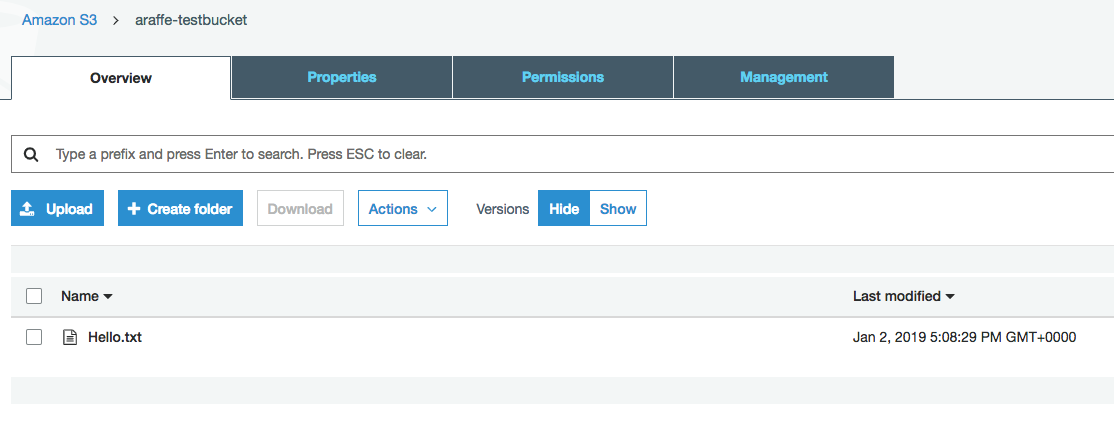 Amazon S3 > araffe-testbucket
Overview Properties Permissions Management
Type a prefix and press Enter to search. Press ESC to clear.
Upload + Create folder Download Actions Versions Hide Show
Name Last modified
Hello.txt Jan 2, 2019 5:08:29 PM GMT+0000